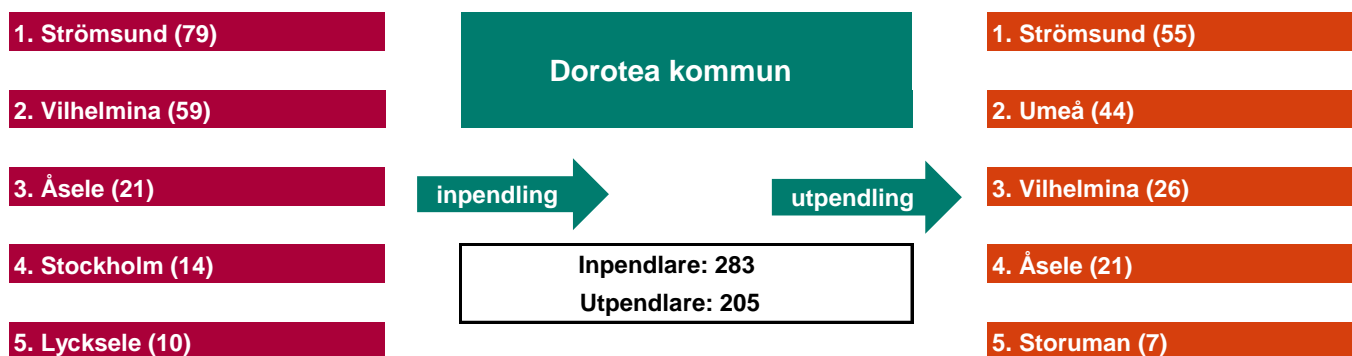 1. Strömsund (79)
2. Vilhelmina (59)
3. Åsele (21)
4. Stockholm (14)
5. Lycksele (10)
Dorotea kommun
inpendling
utpendling
Inpendlare: 283
Utpendlare: 205
1. Strömsund (55)
2. Umeå (44)
3. Vilhelmina (26)
4. Åsele (21)
5. Storuman (7)